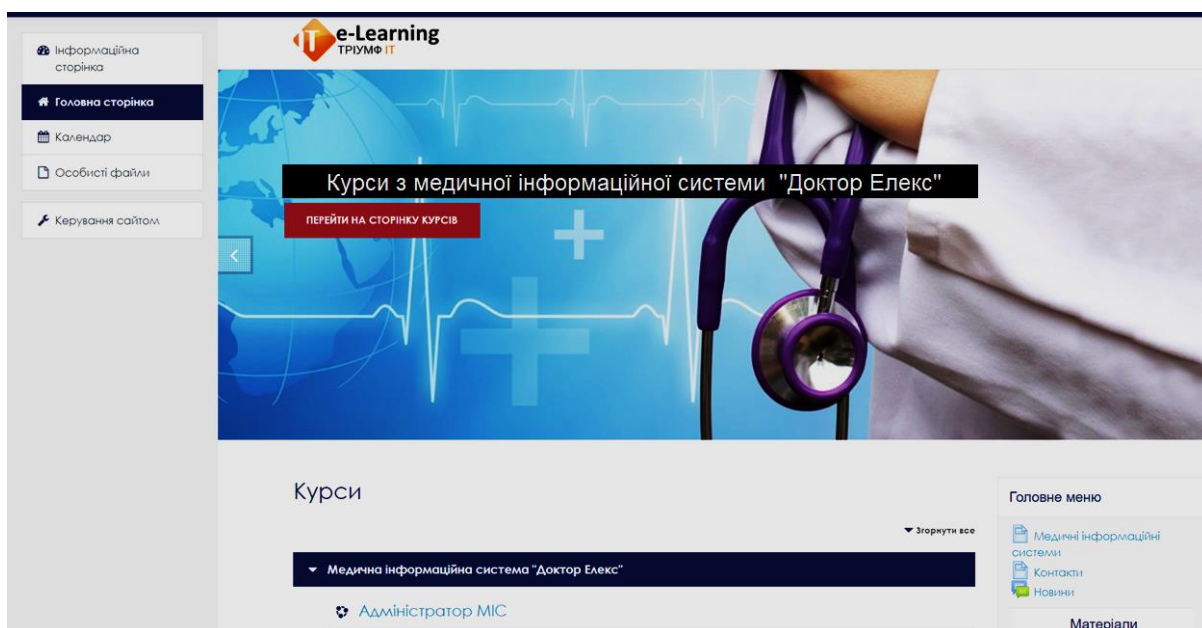 e-Learning
ТРІУМФ ІТ
Інформаційна
сторінка
Головна сторінка
Календар
Особисті файли
Керування сайтом
Курси з медичної інформаційної системи "Доктор Елекс"
ПЕРЕЙТИ НА СТОРІНКУ КУРСІВ
Курси
Згорнути все
Медична інформаційна система "Доктор Елекс"
Адміністратор МІС
Головне меню
Медичні інформаційні
системи
Контакти
Новини
Матеріали